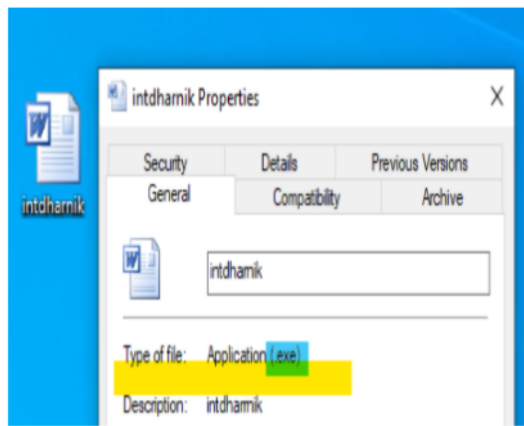 intdharnik Properties
Security Details Previous Versions
General Compatibility Archive
intdharnik
intdharnik
Type of file: Application (.exe)
Description: intdharnik